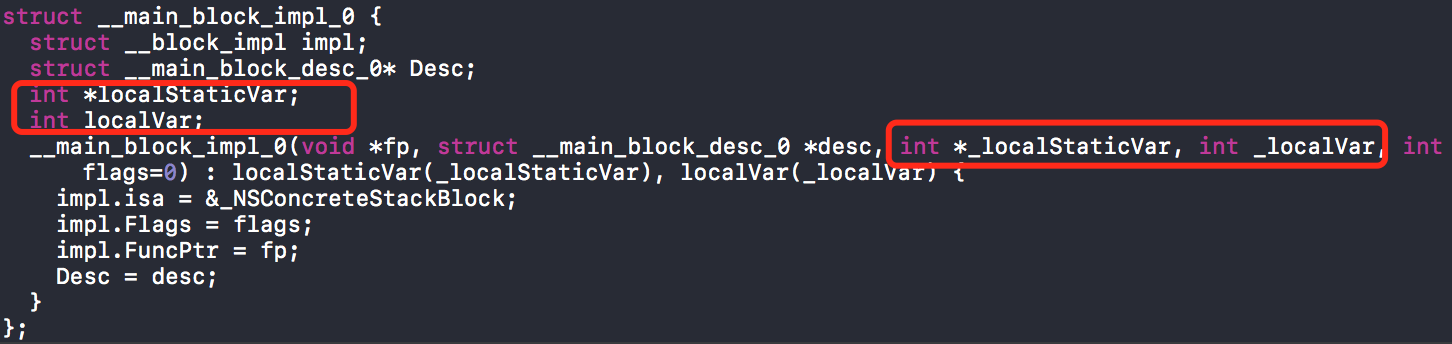 struct __main_block_impl_0 {
  struct __block_impl impl;
  struct __main_block_desc_0* Desc;
  int *localStaticVar;
  int localVar;
  __main_block_impl_0(void *fp, struct __main_block_desc_0 *desc, int *_localStaticVar, int _localVar, int
      flags=0) : localStaticVar(_localStaticVar), localVar(_localVar) {
    impl.isa = &_NSConcreteStackBlock;
    impl.Flags = flags;
    impl.FuncPtr = fp;
    Desc = desc;
  }
};